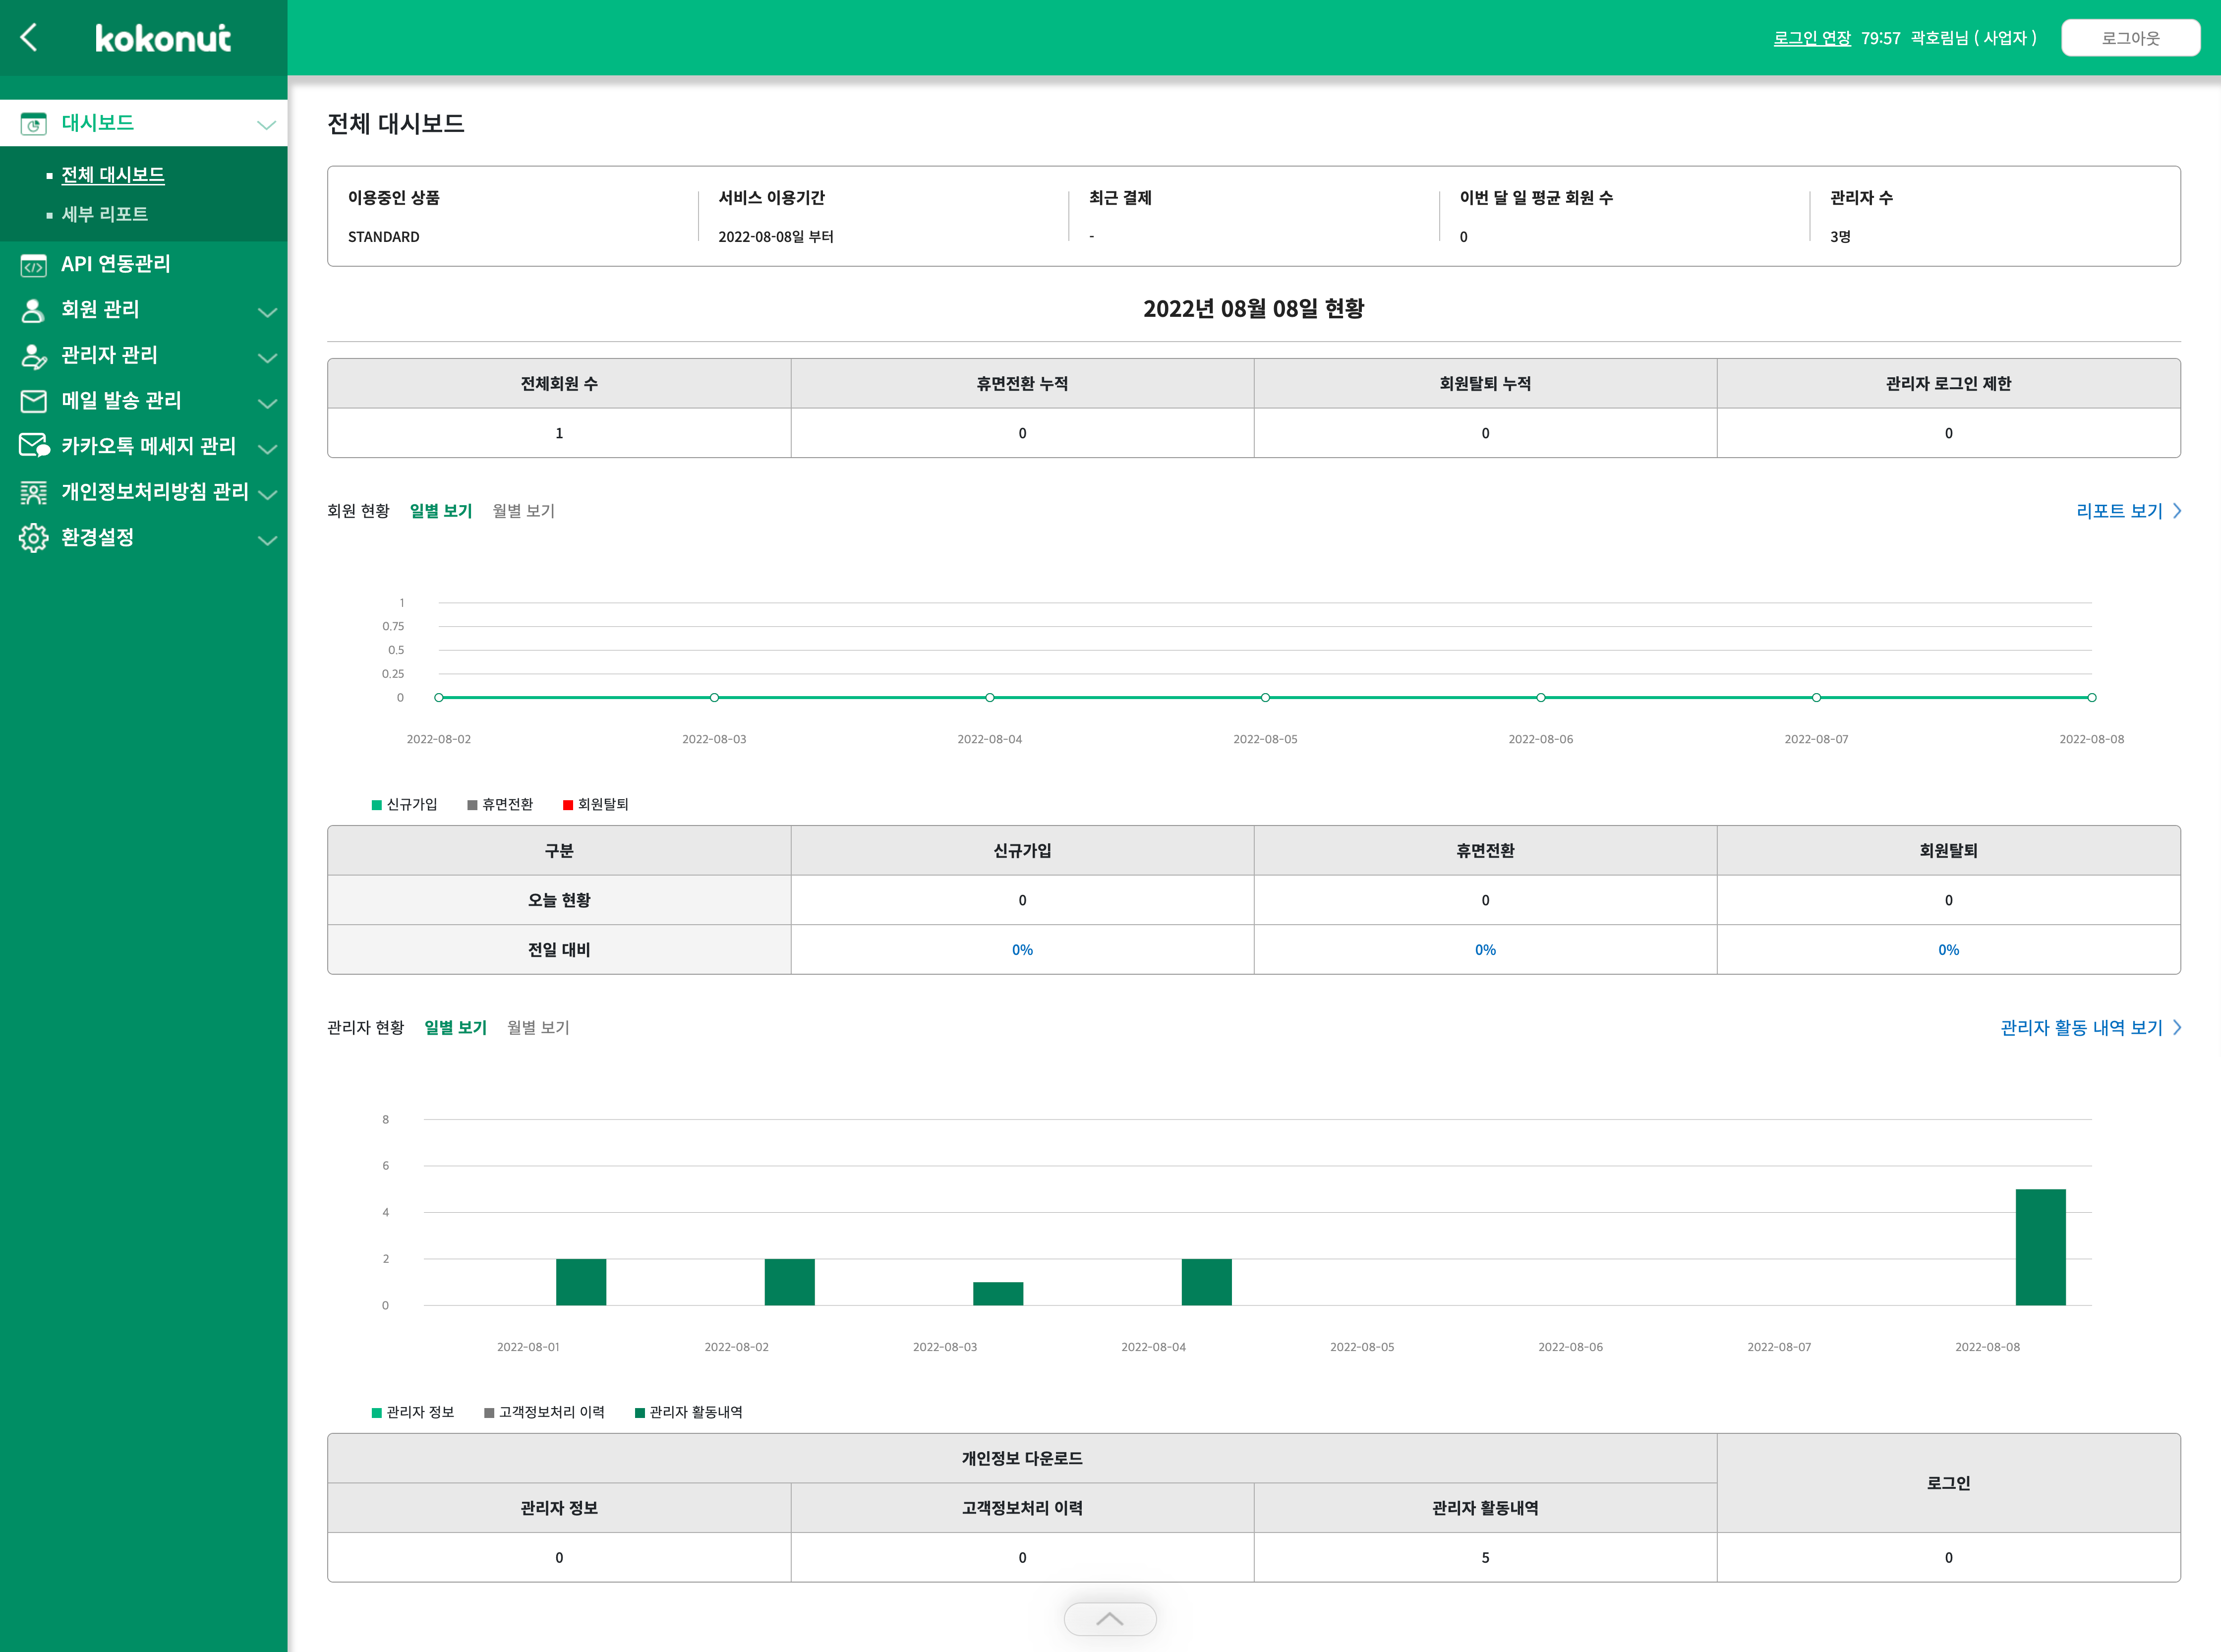 kokonut
로그인 연장 79:57 곽호림님 ( 사업자 ) 로그아웃
대시보드
전체 대시보드
세부 리포트
API 연동관리
회원 관리
관리자 관리
메일 발송 관리
카카오톡 메세지 관리
개인정보처리방침 관리
환경설정
전체 대시보드
이용중인 상품 서비스 이용기간 최근 결제 이번 달 일 평균 회원 수 관리자 수
STANDARD 2022-08-08일 부터 - 0 3명
2022년 08월 08일 현황
전체회원 수 휴면전환 누적 회원탈퇴 누적 관리자 로그인 제한
1 0 0 0
회원 현황 일별 보기 월별 보기 리포트 보기
1
0.75
0.5
0.25
0
2022-08-02 2022-08-03 2022-08-04 2022-08-05 2022-08-06 2022-08-07 2022-08-08
신규가입 휴면전환 회원탈퇴
구분 신규가입 휴면전환 회원탈퇴
오늘 현황 0 0 0
전일 대비 0% 0% 0%
관리자 현황 일별 보기 월별 보기 관리자 활동 내역 보기
8
6
4
2
0
2022-08-01 2022-08-02 2022-08-03 2022-08-04 2022-08-05 2022-08-06 2022-08-07 2022-08-08
관리자 정보 고객정보처리 이력 관리자 활동내역
개인정보 다운로드 로그인
관리자 정보 고객정보처리 이력 관리자 활동내역
0 0 5 0